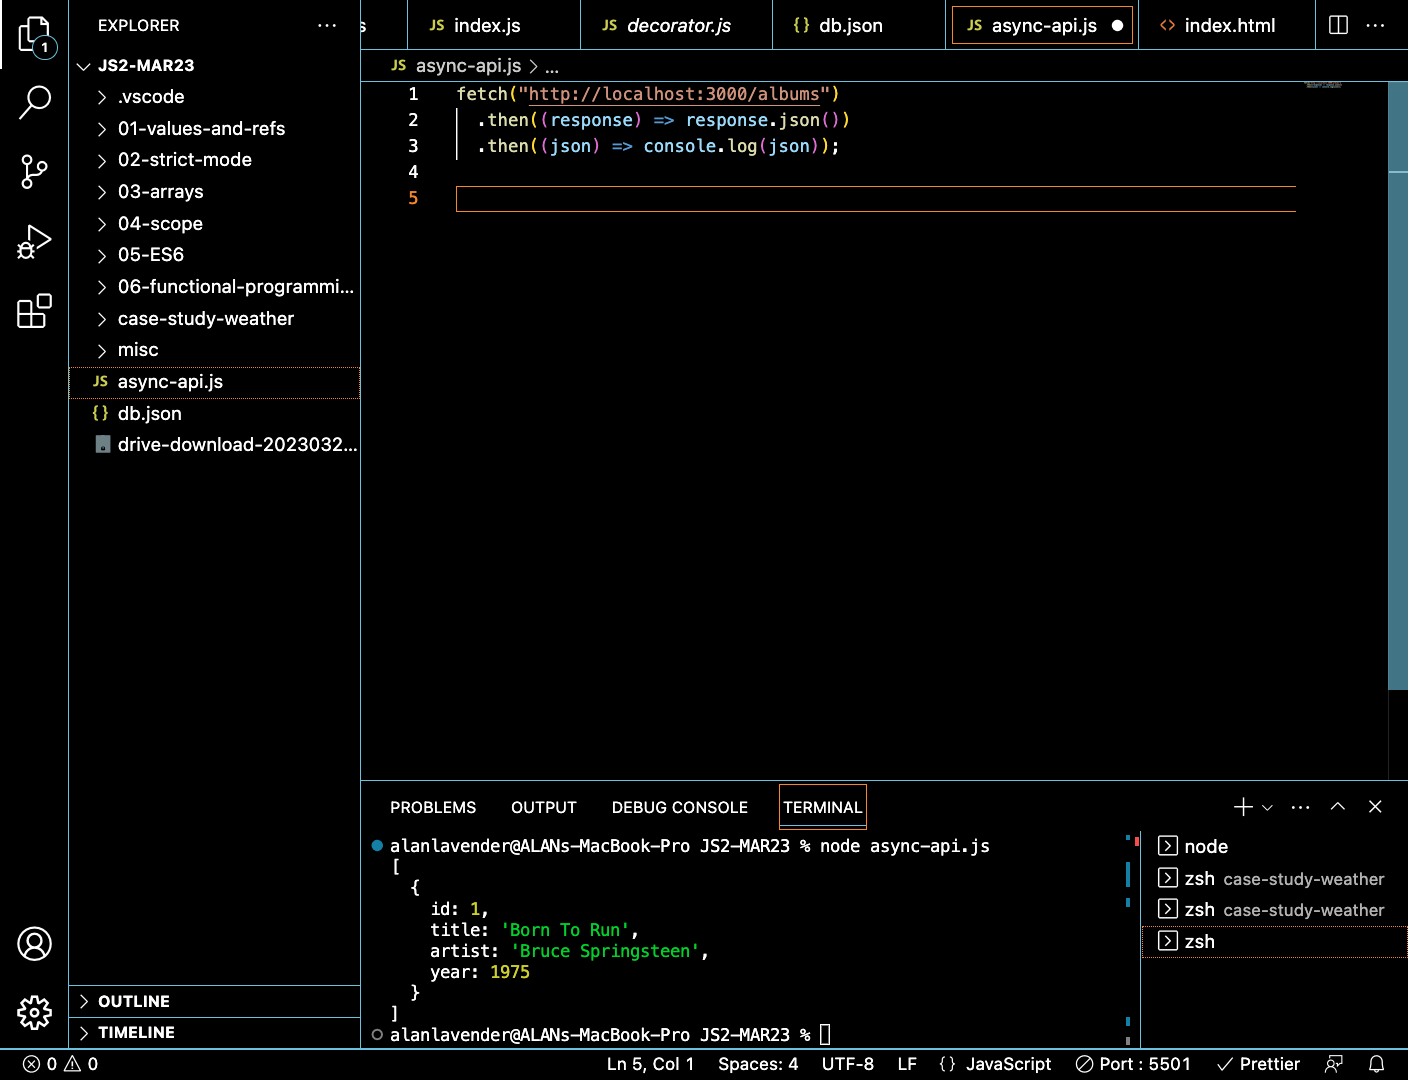 1
EXPLORER
JS2-MAR23
.vscode
01-values-and-refs
02-strict-mode
03-arrays
04-scope
05-ES6
06-functional-programmi...
case-study-weather
misc
JS async-api.js
{} db.json
drive-download-2023032...
OUTLINE
TIMELINE
s
JS index.js
JS decorator.js
{} db.json
JS async-api.js
<> index.html
JS async-api.js > ...
1 fetch("http://localhost:3000/albums")
2 .then((response) => response.json())
3 .then((json) => console.log(json));
4
5
PROBLEMS OUTPUT DEBUG CONSOLE TERMINAL
alanlavender@ALANs-MacBook-Pro JS2-MAR23 % node async-api.js
[
{
id: 1,
title: 'Born To Run',
artist: 'Bruce Springsteen',
year: 1975
}
]
alanlavender@ALANs-MacBook-Pro JS2-MAR23 %
node
zsh case-study-weather
zsh case-study-weather
zsh
0 0 Ln 5, Col 1 Spaces: 4 UTF-8 LF {} JavaScript Port : 5501 Prettier